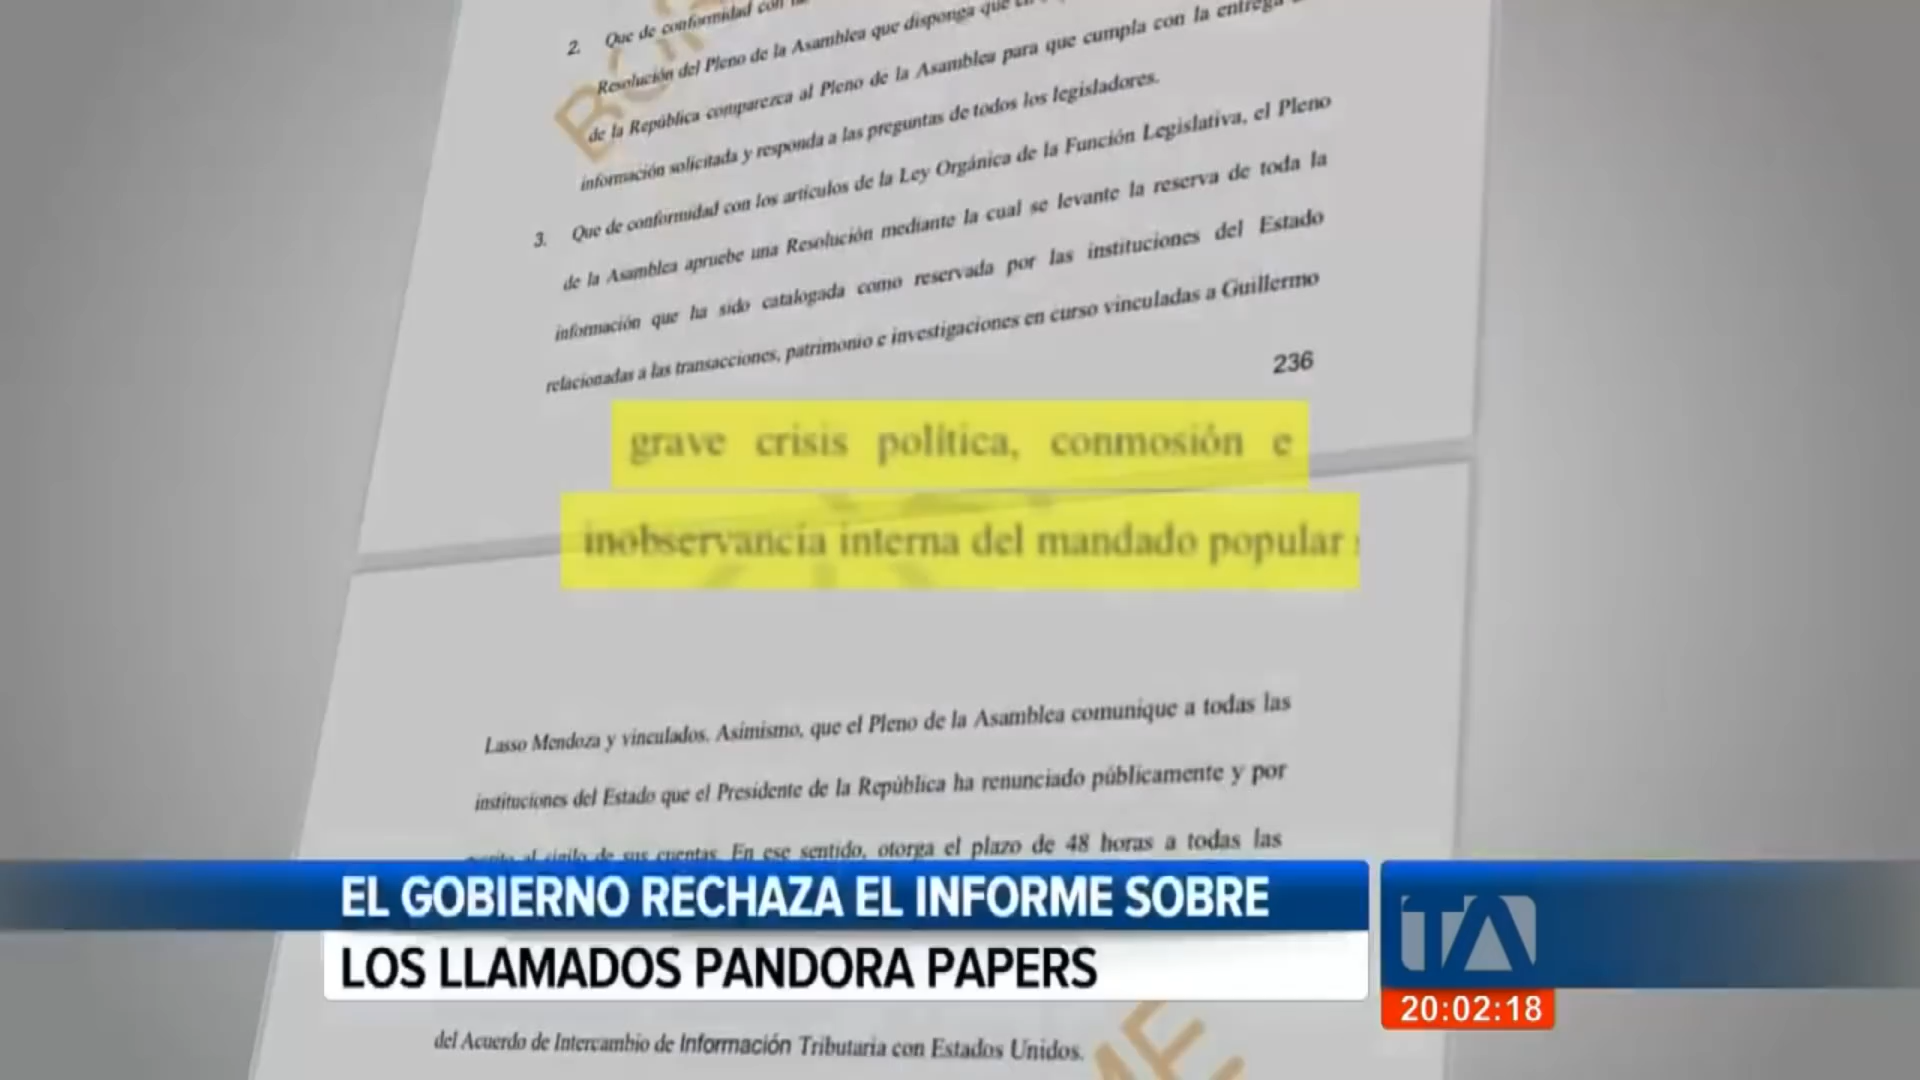 2. Que de conformidad con
Resolución del Pleno de la Asamblea que disponga que
de la República comparezca al Pleno de la Asamblea para que cumpla con la entrega
información solicitada y responda a las preguntas de todos los legisladores.
3. Que de conformidad con los artículos de la Ley Orgánica de la Función Legislativa, el Pleno
de la Asamblea apruebe una Resolución mediante la cual se levante la reserva de toda la
información que ha sido catalogada como reservada por las instituciones del Estado
relacionadas a las transacciones, patrimonio e investigaciones en curso vinculadas a Guillermo
236
grave crisis política, conmosión e
inobservancia interna del mandado popular
Lasso Mendoza y vinculados. Asimismo, que el Pleno de la Asamblea comunique a todas las
instituciones del Estado que el Presidente de la República ha renunciado públicamente y por
al sigilo de sus cuentas. En ese sentido, otorga el plazo de 48 horas a todas las
EL GOBIERNO RECHAZA EL INFORME SOBRE
LOS LLAMADOS PANDORA PAPERS
TA
20:02:18
del Acuerdo de Intercambio de Información Tributaria con Estados Unidos.